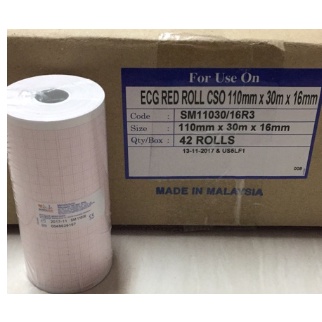 For Use On
ECG RED ROLL CSO 110mm x 30m x 16mm
Code : SM11030/16R3
Size : 110mm x 30m x 16mm
Qty/Box : 42 ROLLS
13-11-2017 & US8LF1
MADE IN MALAYSIA